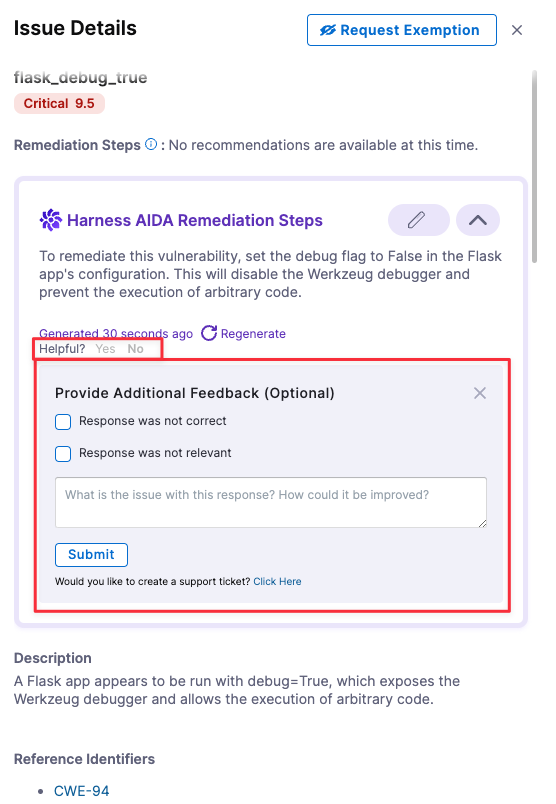 Issue Details
Request Exemption
flask_debug_true
Critical 9.5
Remediation Steps : No recommendations are available at this time.
Harness AIDA Remediation Steps
To remediate this vulnerability, set the debug flag to False in the Flask
app's configuration. This will disable the Werkzeug debugger and
prevent the execution of arbitrary code.
Generated 30 seconds ago Regenerate
Helpful? Yes No
Provide Additional Feedback (Optional)
Response was not correct
Response was not relevant
What is the issue with this response? How could it be improved?
Submit
Would you like to create a support ticket? Click Here
Description
A Flask app appears to be run with debug=True, which exposes the
Werkzeug debugger and allows the execution of arbitrary code.
Reference Identifiers
• CWE-94